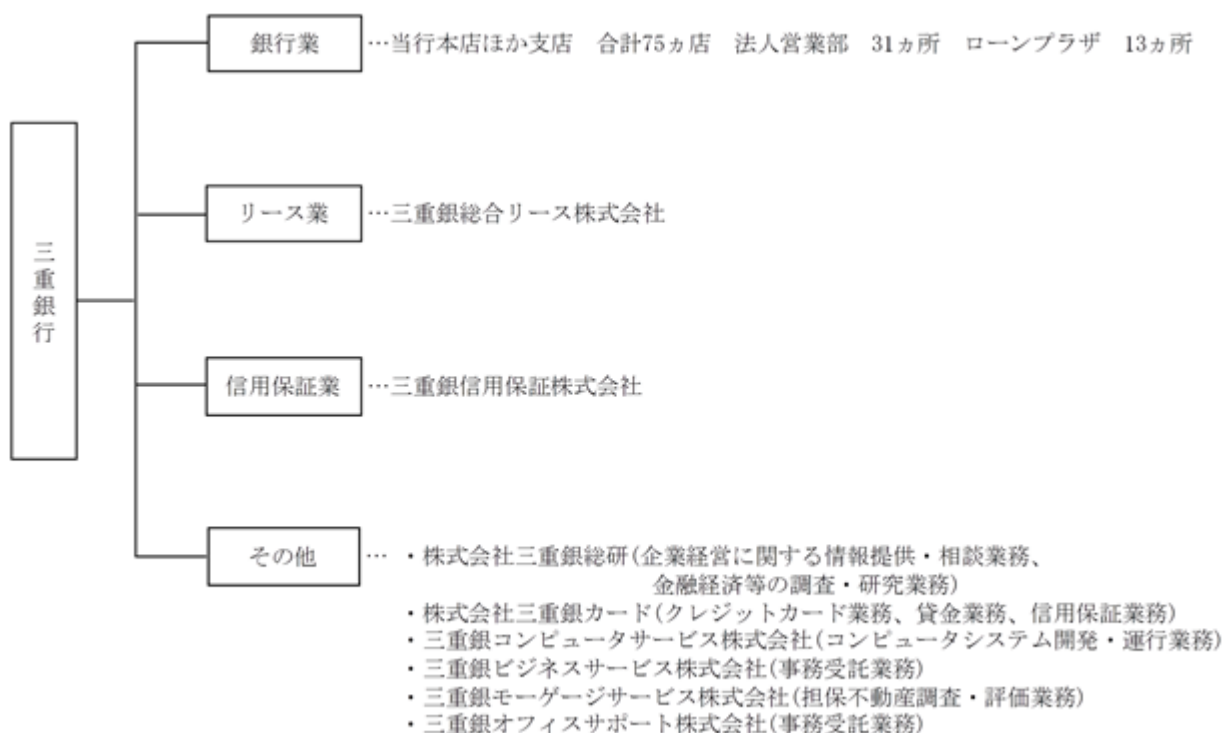 三重銀行
銀行業 …当行本店ほか支店 合計75ヵ店 法人営業部 31ヵ所 ローンプラザ 13ヵ所
リース業 …三重銀総合リース株式会社
信用保証業 …三重銀信用保証株式会社
その他 … ・株式会社三重銀総研(企業経営に関する情報提供・相談業務、
金融経済等の調査・研究業務)
・株式会社三重銀カード(クレジットカード業務、貸金業務、信用保証業務)
・三重銀コンピュータサービス株式会社(コンピュータシステム開発・運行業務)
・三重銀ビジネスサービス株式会社(事務受託業務)
・三重銀モーゲージサービス株式会社(担保不動産調査・評価業務)
・三重銀オフィスサポート株式会社(事務受託業務)